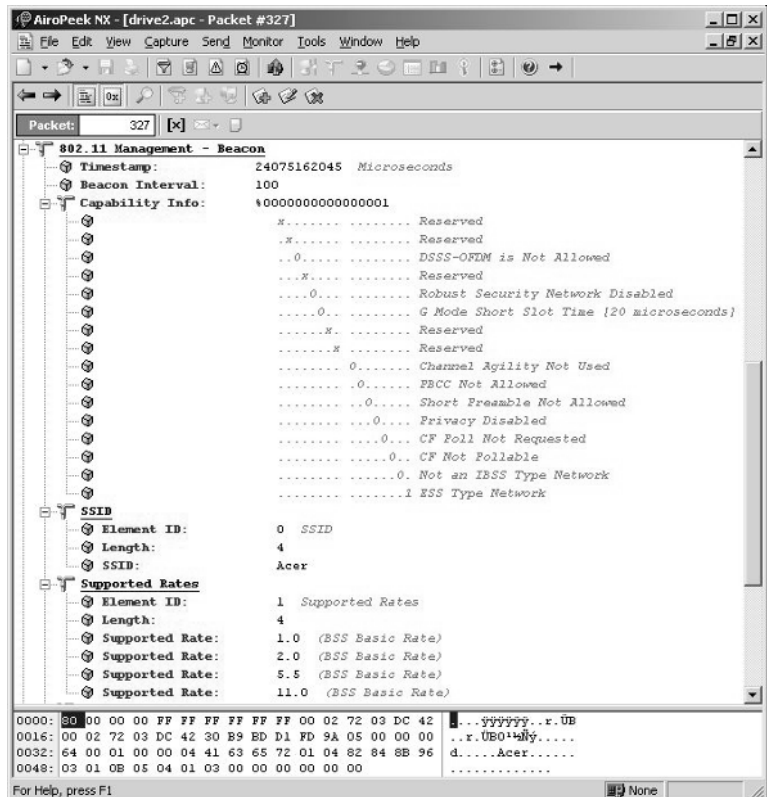 AiroPeek NX - [drive2.apc - Packet #327]
File Edit View Capture Send Monitor Tools Window Help
Packet: 327
802.11 Management - Beacon
Timestamp: 24075162045 Microseconds
Beacon Interval: 100
Capability Info: %0000000000000001
x....... ........ Reserved
.x...... ........ Reserved
..0..... ........ DSSS-OFDM is Not Allowed
...x.... ........ Reserved
....0... ........ Robust Security Network Disabled
.....0.. ........ G Mode Short Slot Time [20 microseconds]
......x. ........ Reserved
.......x ........ Reserved
........ 0....... Channel Agility Not Used
........ .0...... PBCC Not Allowed
........ ..0..... Short Preamble Not Allowed
........ ...0.... Privacy Disabled
........ ....0... CF Poll Not Requested
........ .....0.. CF Not Pollable
........ ......0. Not an IBSS Type Network
........ .......1 ESS Type Network
SSID
Element ID: 0 SSID
Length: 4
SSID: Acer
Supported Rates
Element ID: 1 Supported Rates
Length: 4
Supported Rate: 1.0 (BSS Basic Rate)
Supported Rate: 2.0 (BSS Basic Rate)
Supported Rate: 5.5 (BSS Basic Rate)
Supported Rate: 11.0 (BSS Basic Rate)
0000: 80 00 00 00 FF FF FF FF FF FF 00 02 72 03 DC 42 ....ÿÿÿÿÿÿ..r.ÜB
0016: 00 02 72 03 DC 42 30 B9 BD D1 FD 9A 05 00 00 00 ..r.ÜB0¹½Ñý.....
0032: 64 00 01 00 00 04 41 63 65 72 01 04 82 84 8B 96 d.....Acer......
0048: 03 01 0B 05 04 01 03 00 00 00 00 00 00 .............
For Help, press F1
None